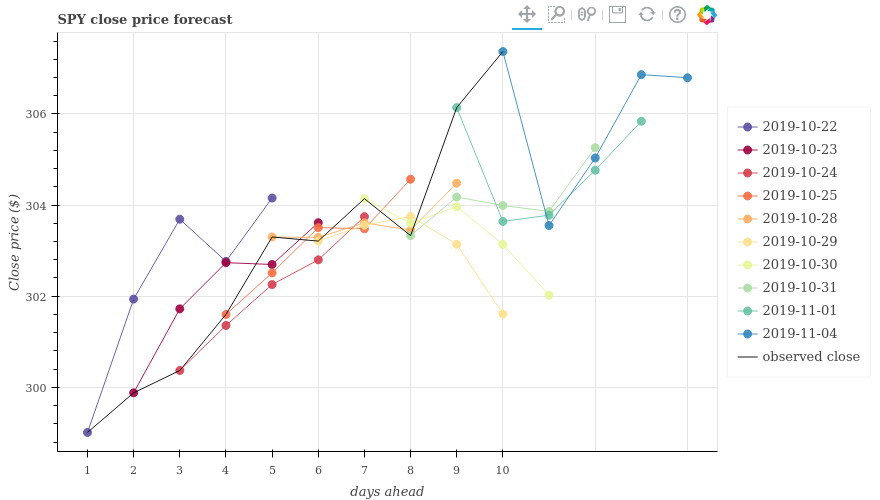 SPY close price forecast
306
304
302
300
Close price ($)
1 2 3 4 5 6 7 8 9 10
days ahead
2019-10-22
2019-10-23
2019-10-24
2019-10-25
2019-10-28
2019-10-29
2019-10-30
2019-10-31
2019-11-01
2019-11-04
observed close